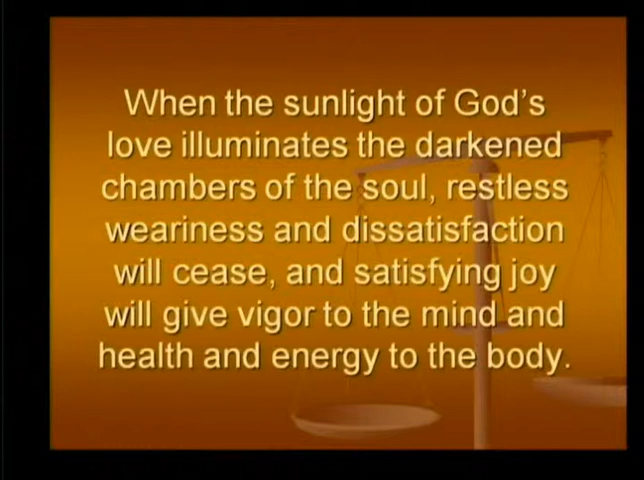 When the sunlight of God's
love illuminates the darkened
chambers of the soul, restless
weariness and dissatisfaction
will cease, and satisfying joy
will give vigor to the mind and
health and energy to the body.